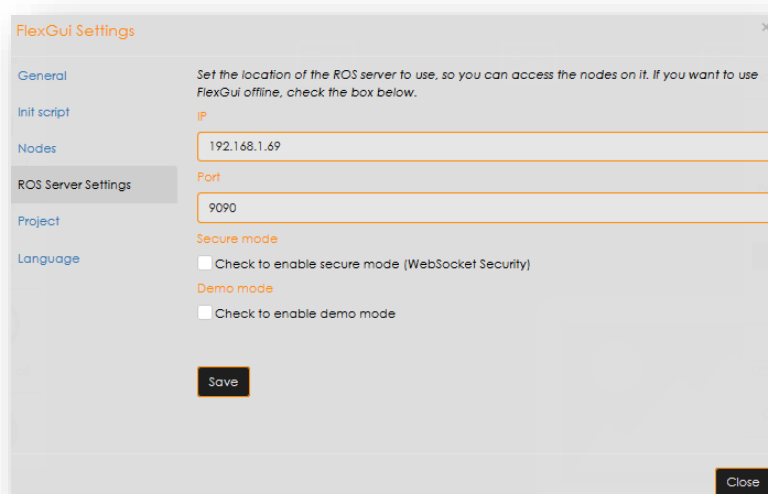 FlexGui Settings
×
General
Init script
Nodes
ROS Server Settings
Project
Language
Set the location of the ROS server to use, so you can access the nodes on it. If you want to use
FlexGui offline, check the box below.
IP
192.168.1.69
Port
9090
Secure mode
Check to enable secure mode (WebSocket Security)
Demo mode
Check to enable demo mode
Save
Close